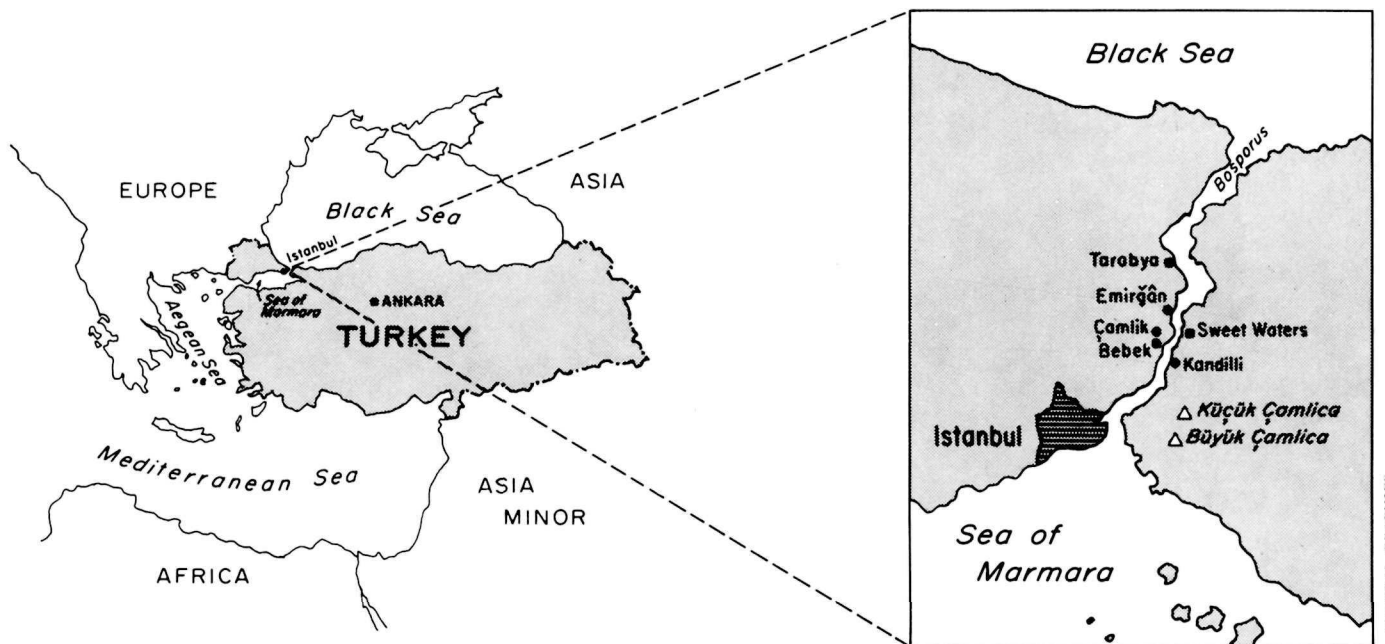 EUROPE
ASIA
Black Sea
Istanbul
Sea of
Marmara
ANKARA
TURKEY
Aegean Sea
Mediterranean Sea
ASIA
MINOR
AFRICA
Black Sea
Bosporus
Tarabya
Emirğân
Çamlik
Bebek
Sweet Waters
Kandilli
Küçük Çamlica
Büyük Çamlica
Istanbul
Sea of
Marmara